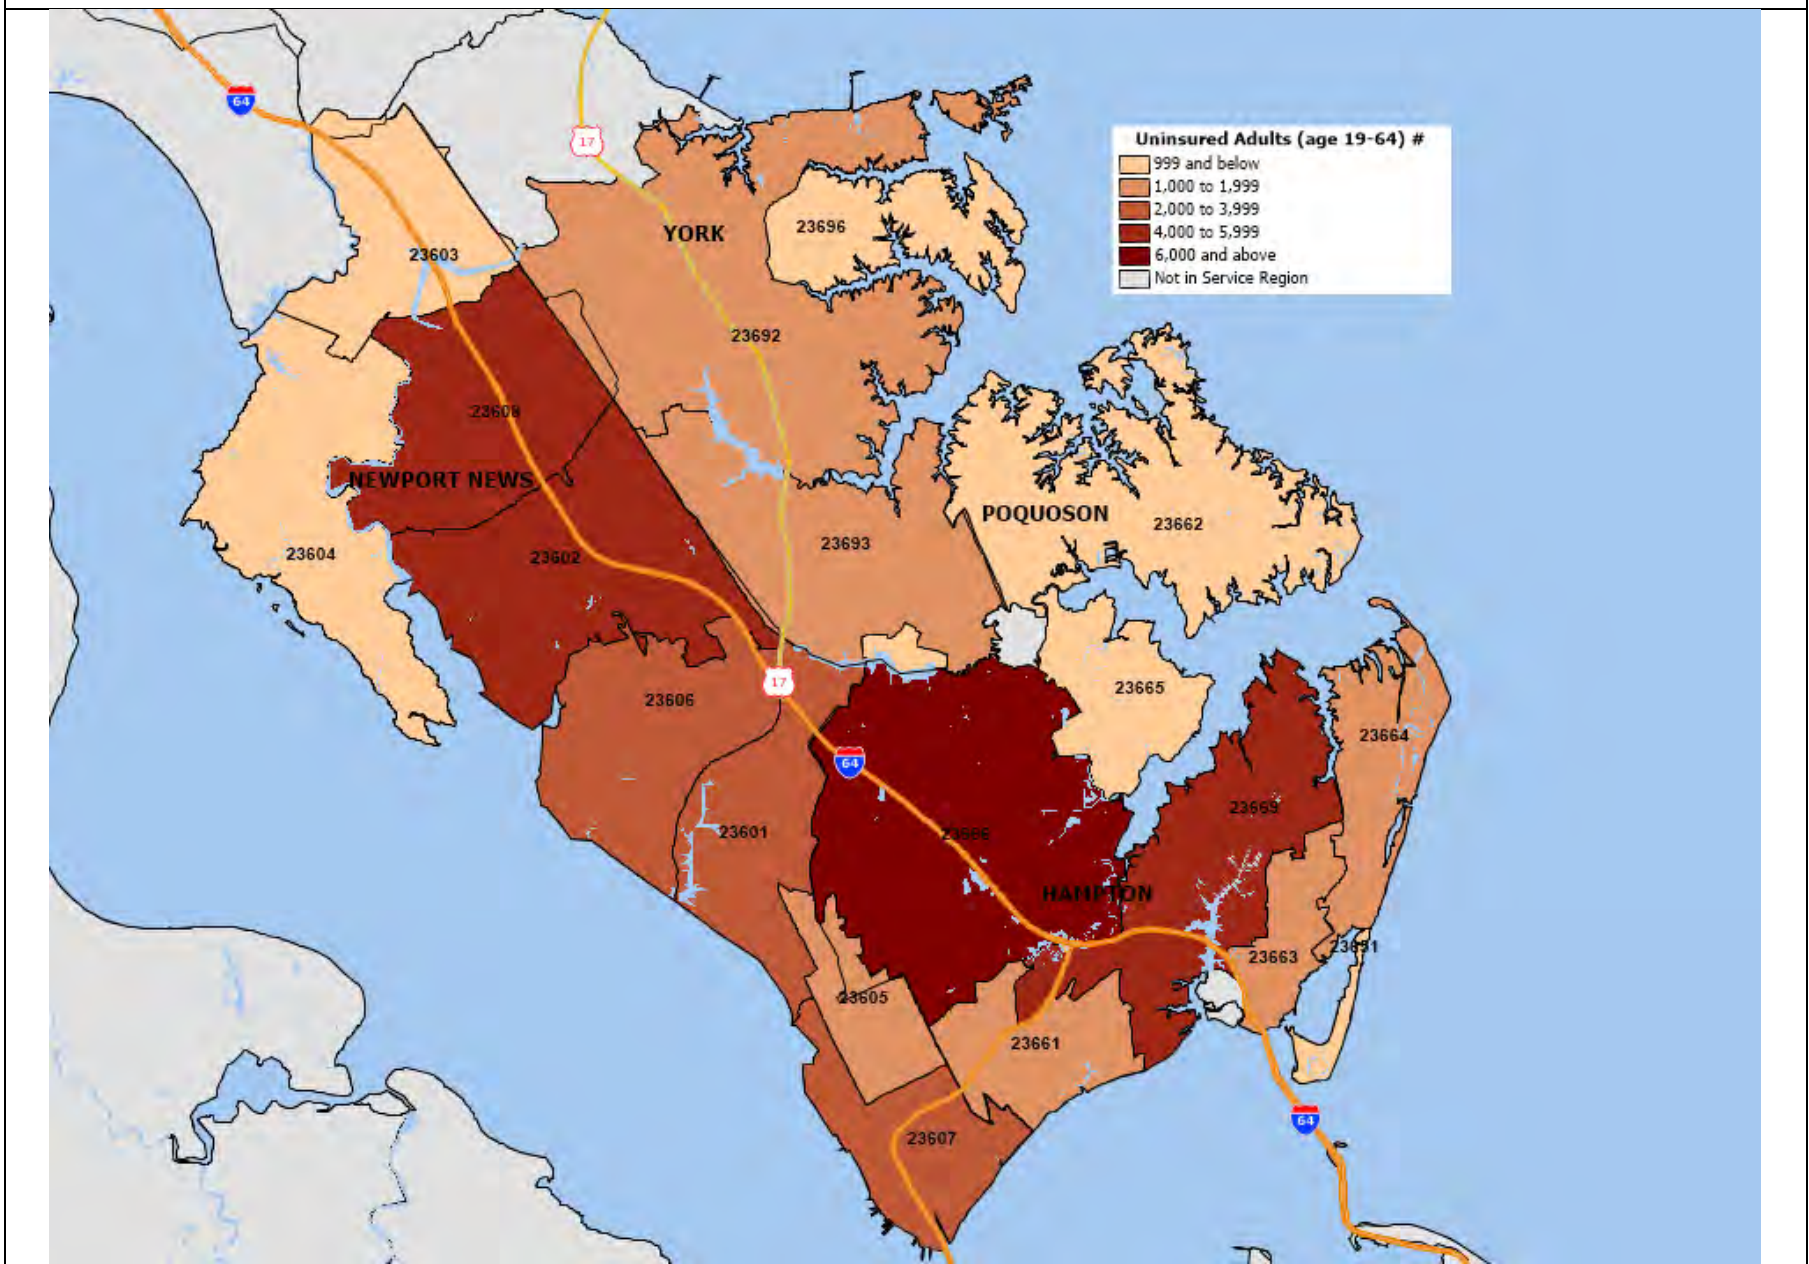 64
17
Uninsured Adults (age 19-64) #
999 and below
1,000 to 1,999
2,000 to 3,999
4,000 to 5,999
6,000 and above
Not in Service Region
YORK
23696
23603
23692
23608
NEWPORT NEWS
POQUOSON
23662
23604
23602
23693
17
23606
23665
23664
64
23601
23669
23666
HAMPTON
23651
23663
23605
23661
64
23607